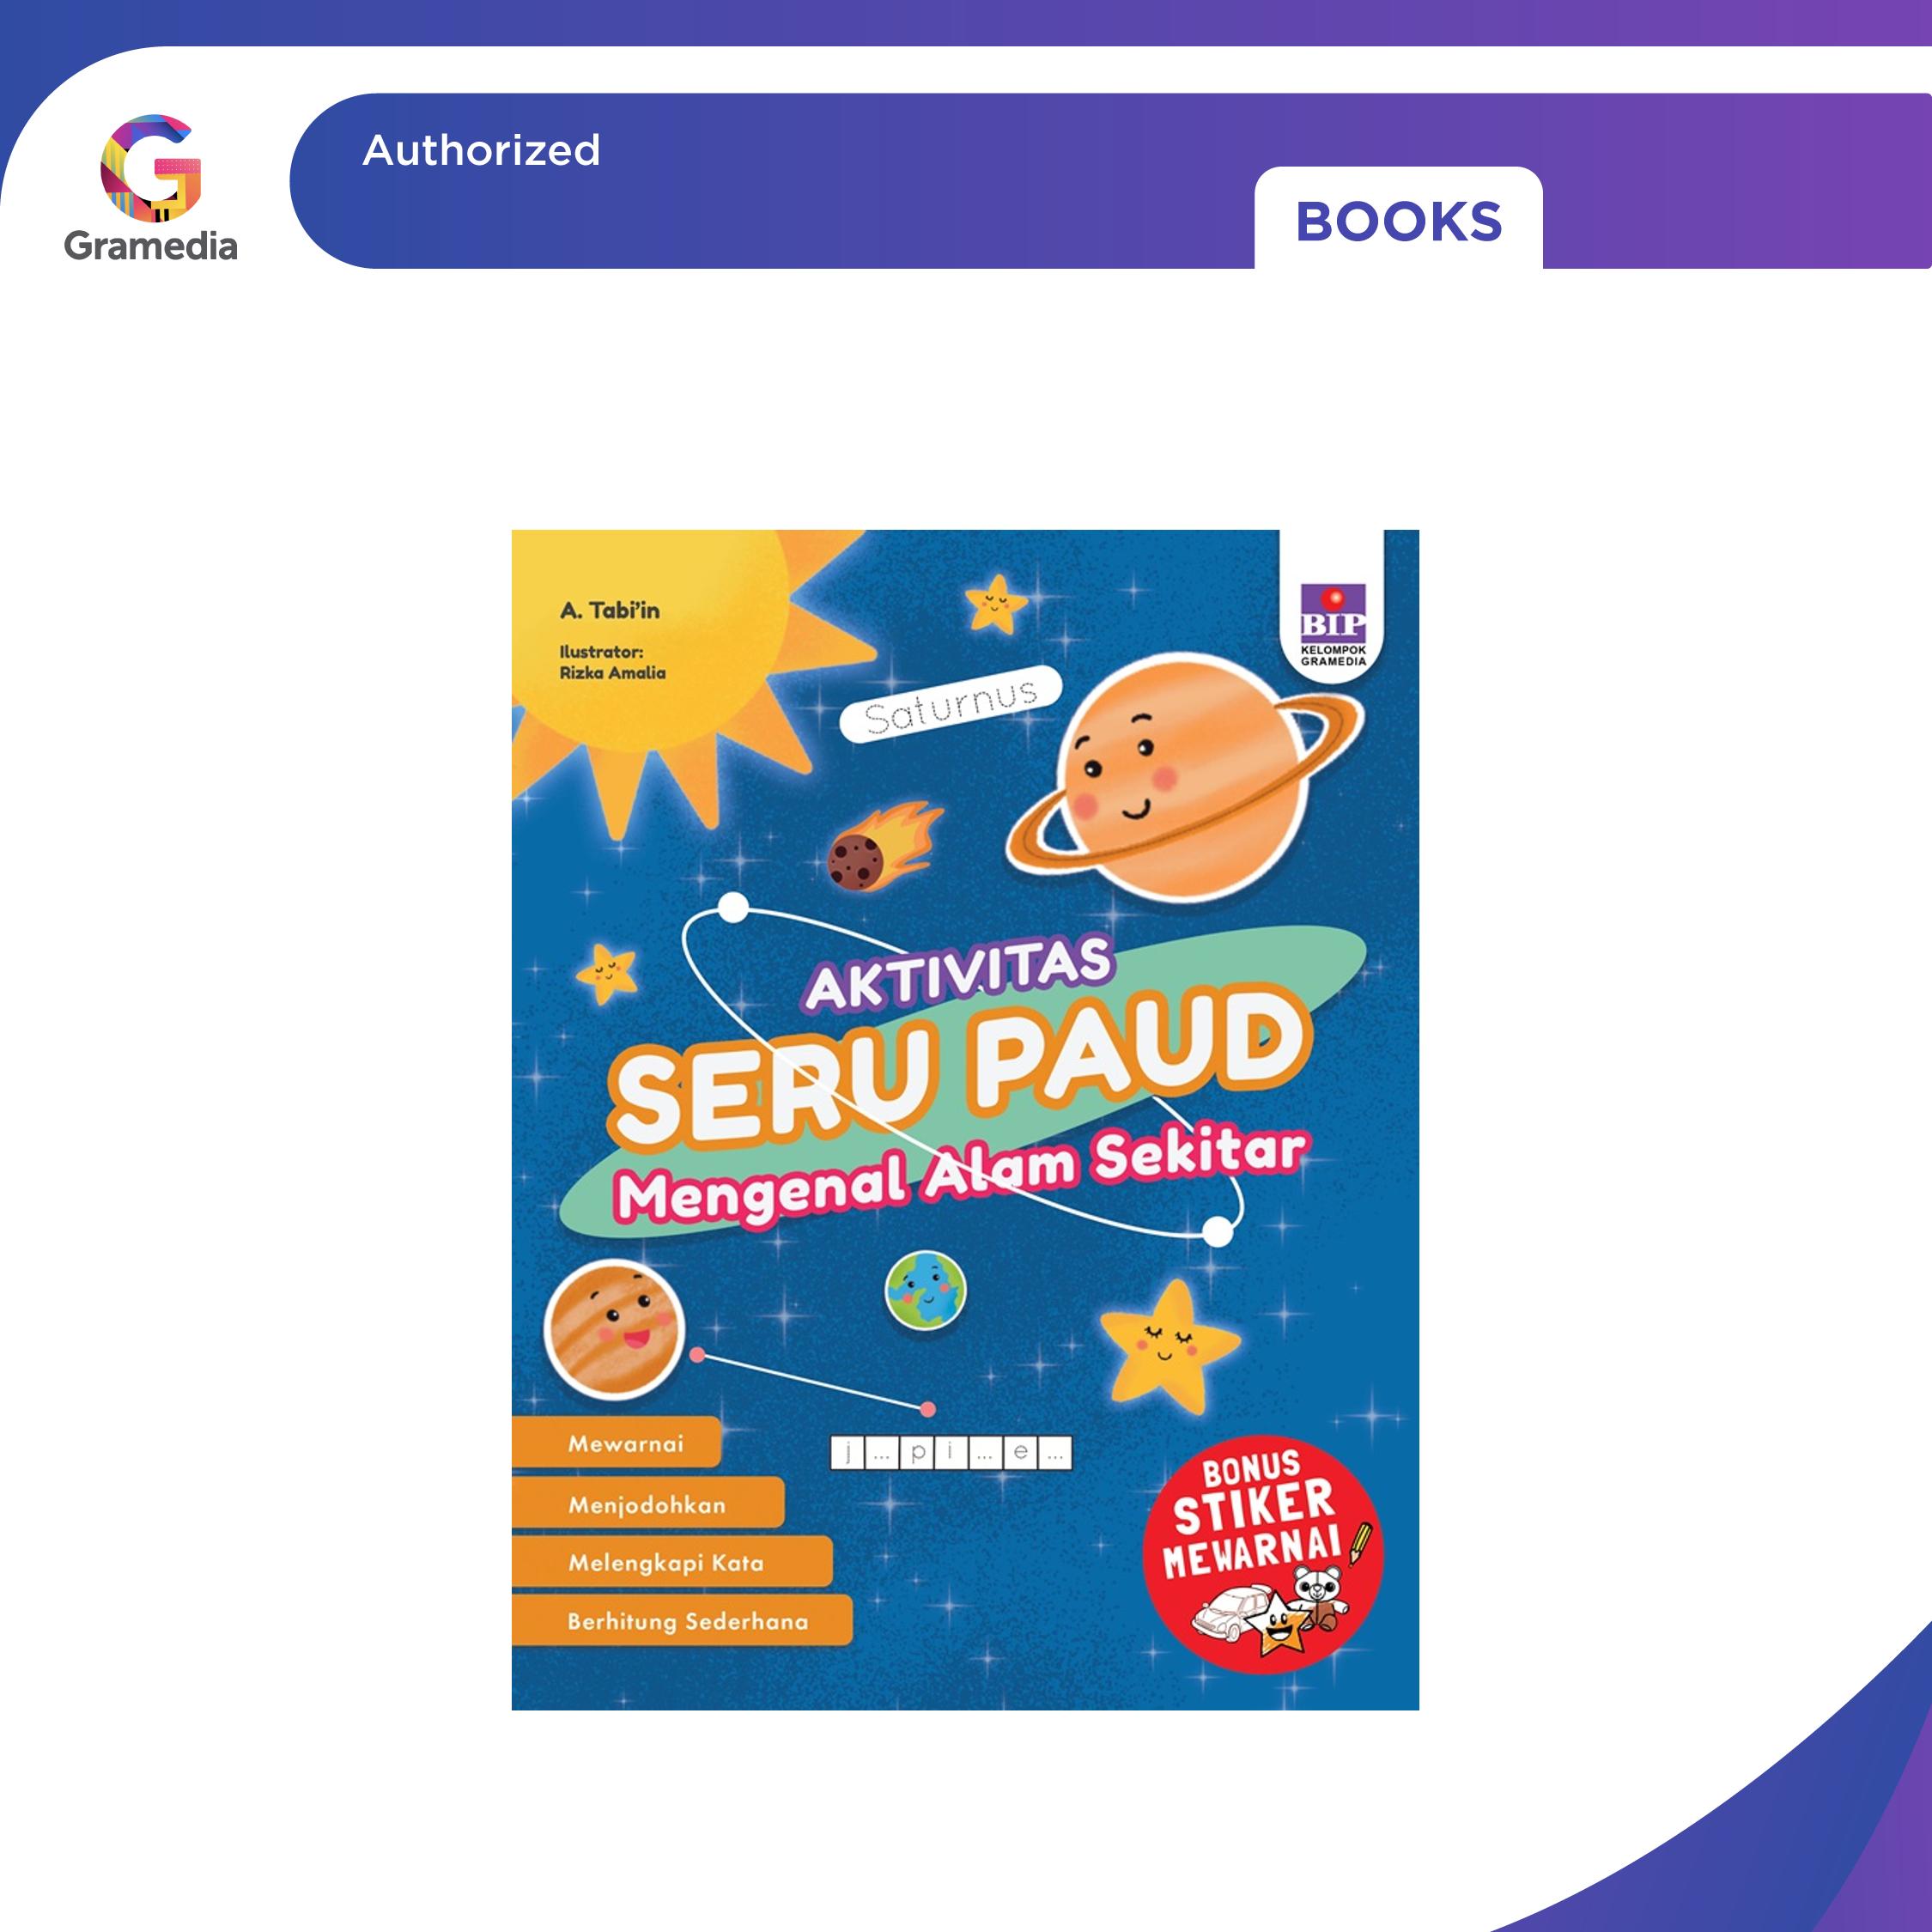 Gramedia
Authorized
BOOKS
A. Tabi'in
Ilustrator:
Rizka Amalia
BIP
KELOMPOK
GRAMEDIA
Saturnus
AKTIVITAS
SERU PAUD
Mengenal Alam Sekitar
j ... p i ... e ...
Mewarnai
Menjodohkan
Melengkapi Kata
Berhitung Sederhana
BONUS
STIKER
MEWARNAI